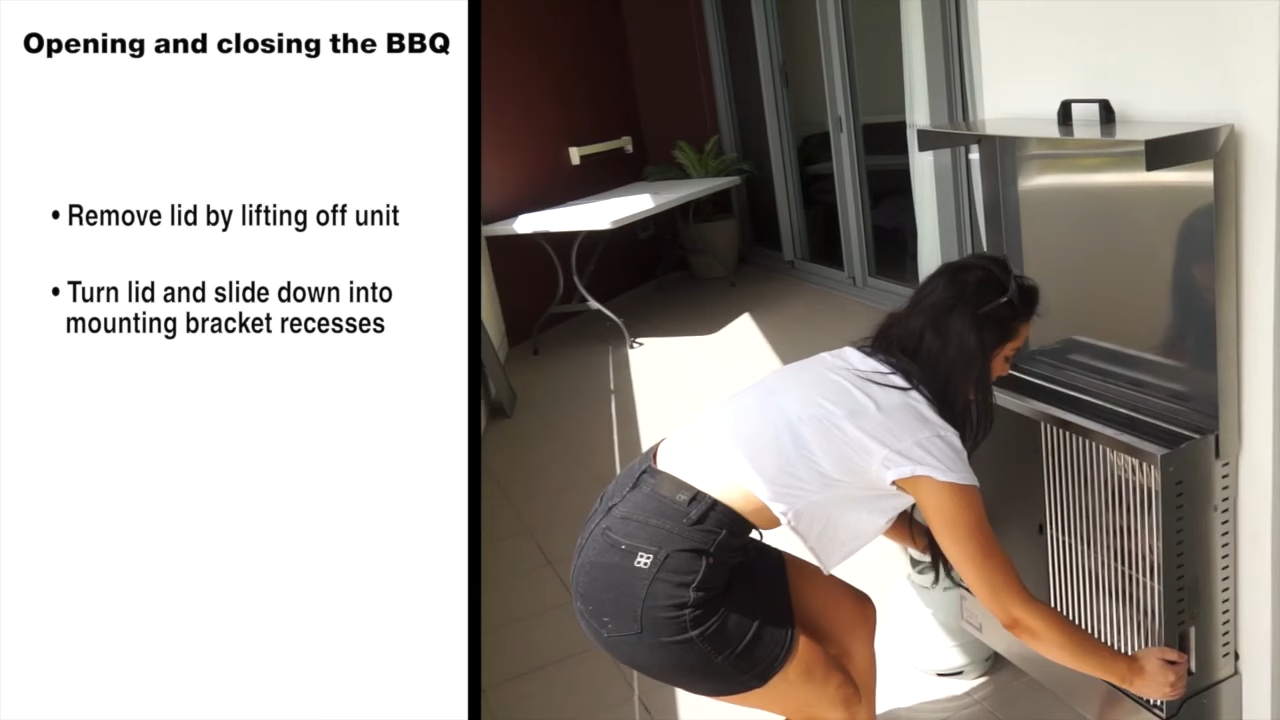 Opening and closing the BBQ
• Remove lid by lifting off unit
• Turn lid and slide down into
mounting bracket recesses